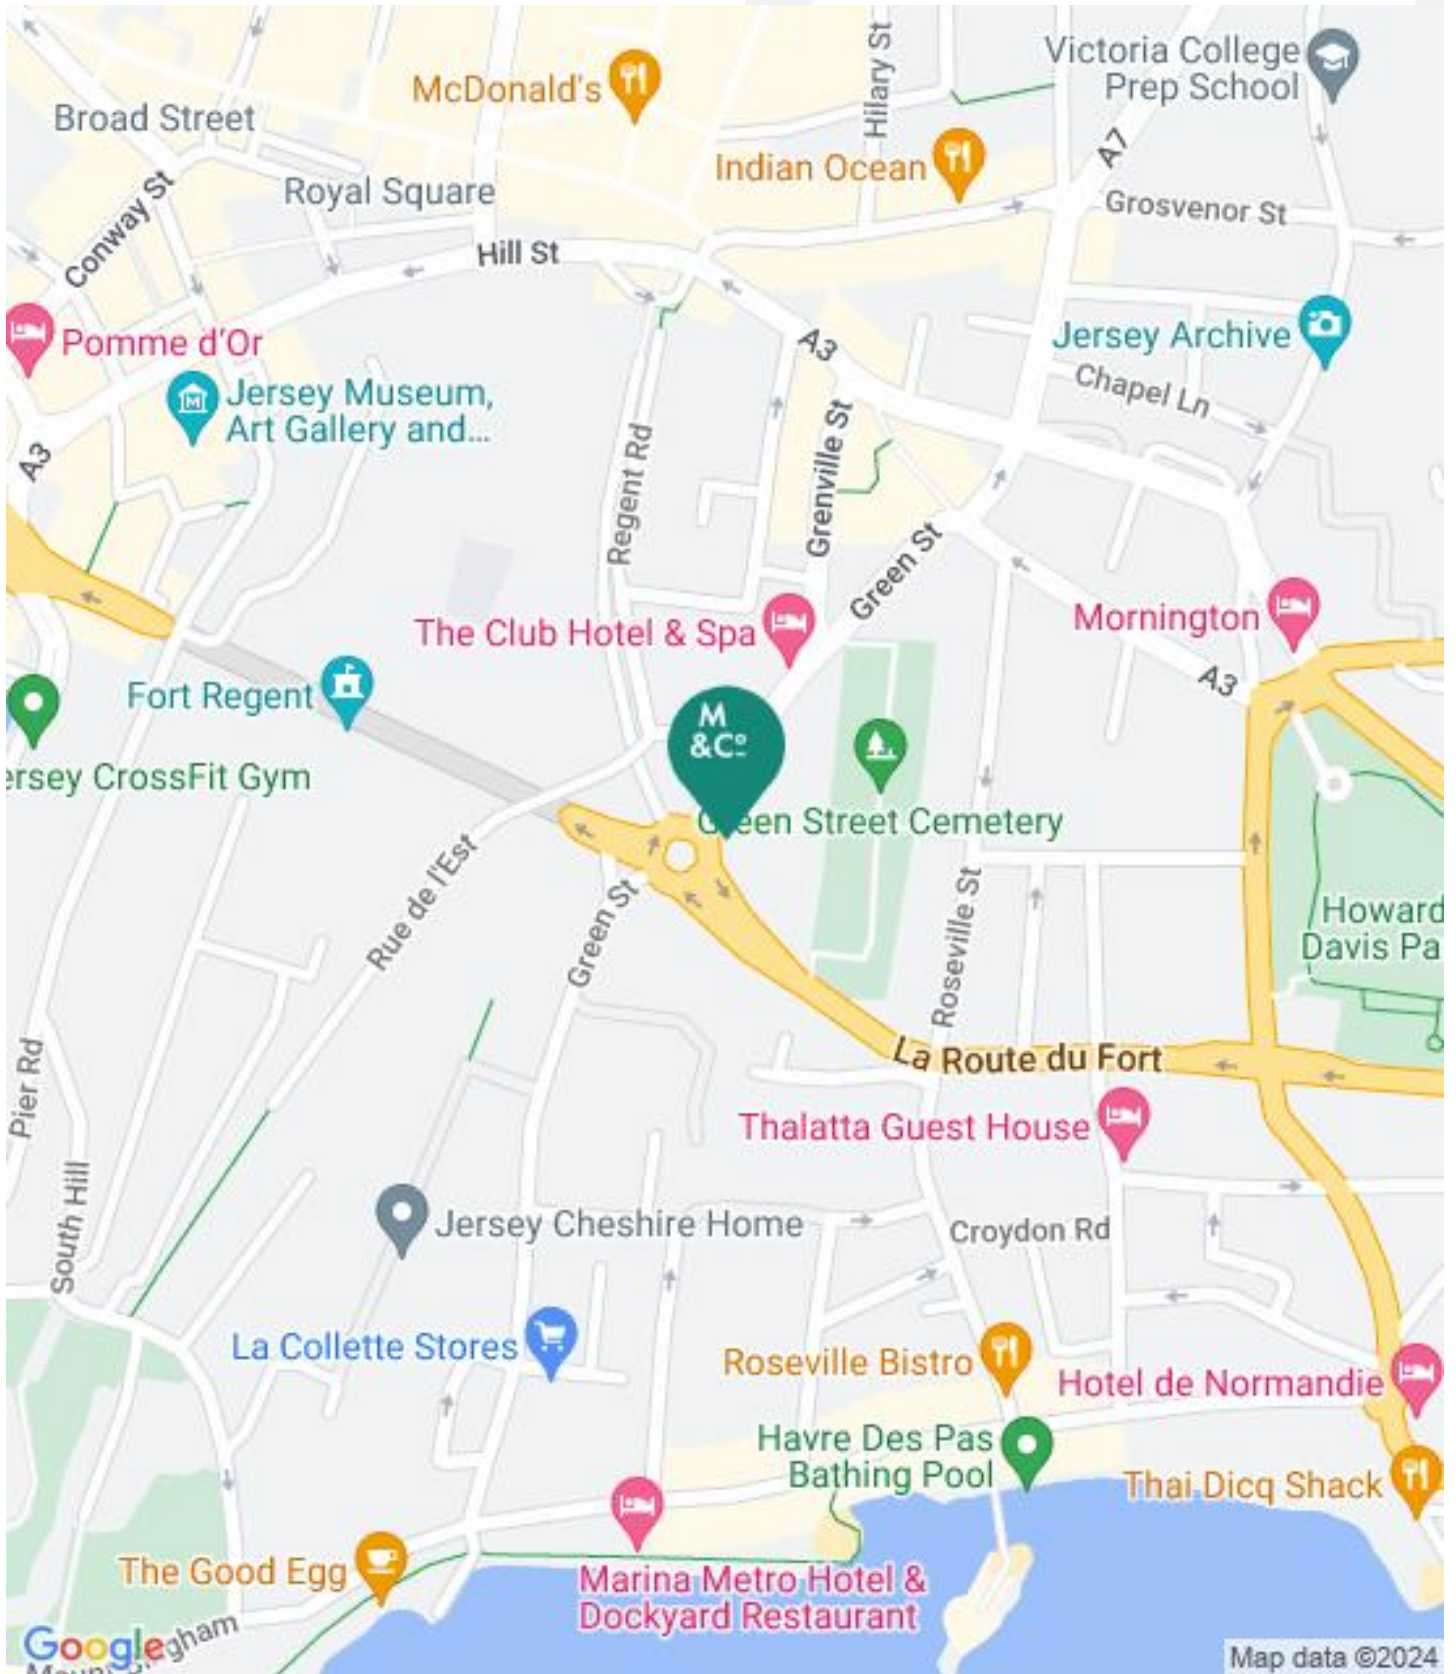 Victoria College
Prep School
Hilary St
McDonald's
Broad Street
A7
Indian Ocean
Royal Square
Conway St
Grosvenor St
Hill St
Pomme d'Or
Jersey Archive
A3
Jersey Museum,
Art Gallery and...
Chapel Ln
A3
Regent Rd
Grenville St
Green St
The Club Hotel & Spa
Mornington
A3
Fort Regent
M
&Cº
ersey CrossFit Gym
Green Street Cemetery
Rue de l'Est
Green St
Roseville St
Howard
Davis Pa
La Route du Fort
Pier Rd
Thalatta Guest House
South Hill
Jersey Cheshire Home
Croydon Rd
La Collette Stores
Roseville Bistro
Hotel de Normandie
Havre Des Pas
Bathing Pool
Thai Dicq Shack
The Good Egg
Marina Metro Hotel &
Dockyard Restaurant
Google
Map data ©2024